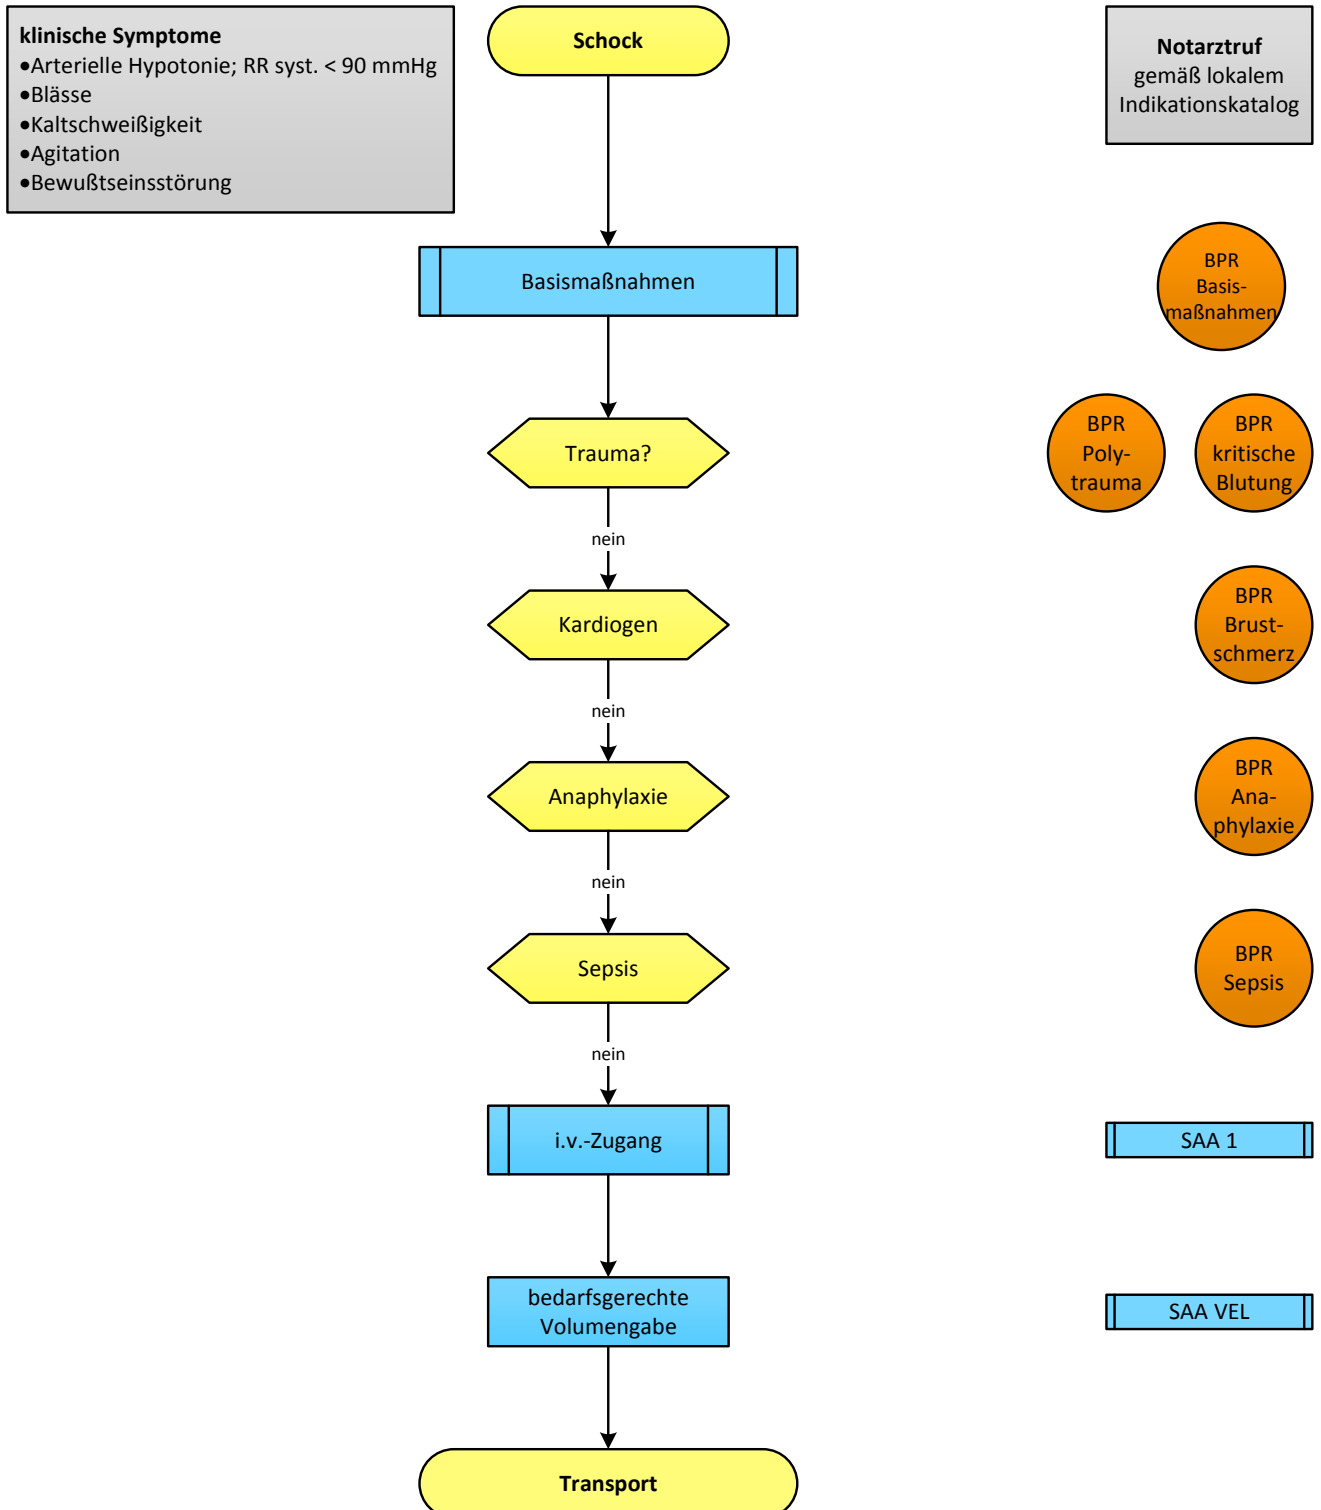 klinische Symptome
•Arterielle Hypotonie; RR syst. < 90 mmHg
•Blässe
•Kaltschweißigkeit
•Agitation
•Bewußtseinsstörung
Schock
Notarztruf
gemäß lokalem
Indikationskatalog
Basismaßnahmen
BPR
Basis-
maßnahmen
Trauma?
BPR
Poly-
trauma
BPR
kritische
Blutung
nein
Kardiogen
BPR
Brust-
schmerz
nein
Anaphylaxie
BPR
Ana-
phylaxie
nein
Sepsis
BPR
Sepsis
nein
i.v.-Zugang
SAA 1
bedarfsgerechte
Volumengabe
SAA VEL
Transport